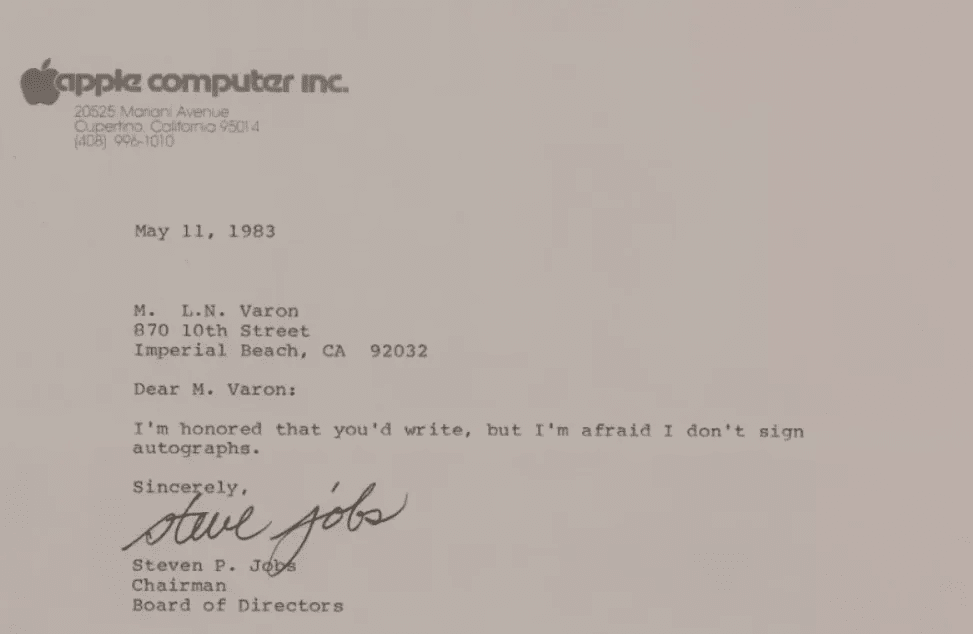 apple computer inc.
20525 Mariani Avenue
Cupertino, California 95014
(408) 996-1010
May 11, 1983
M.  L.N. Varon
870 10th Street
Imperial Beach, CA  92032
Dear M. Varon:
I'm honored that you'd write, but I'm afraid I don't sign
autographs.
Sincerely,
steve jobs
Steven P. Jobs
Chairman
Board of Directors